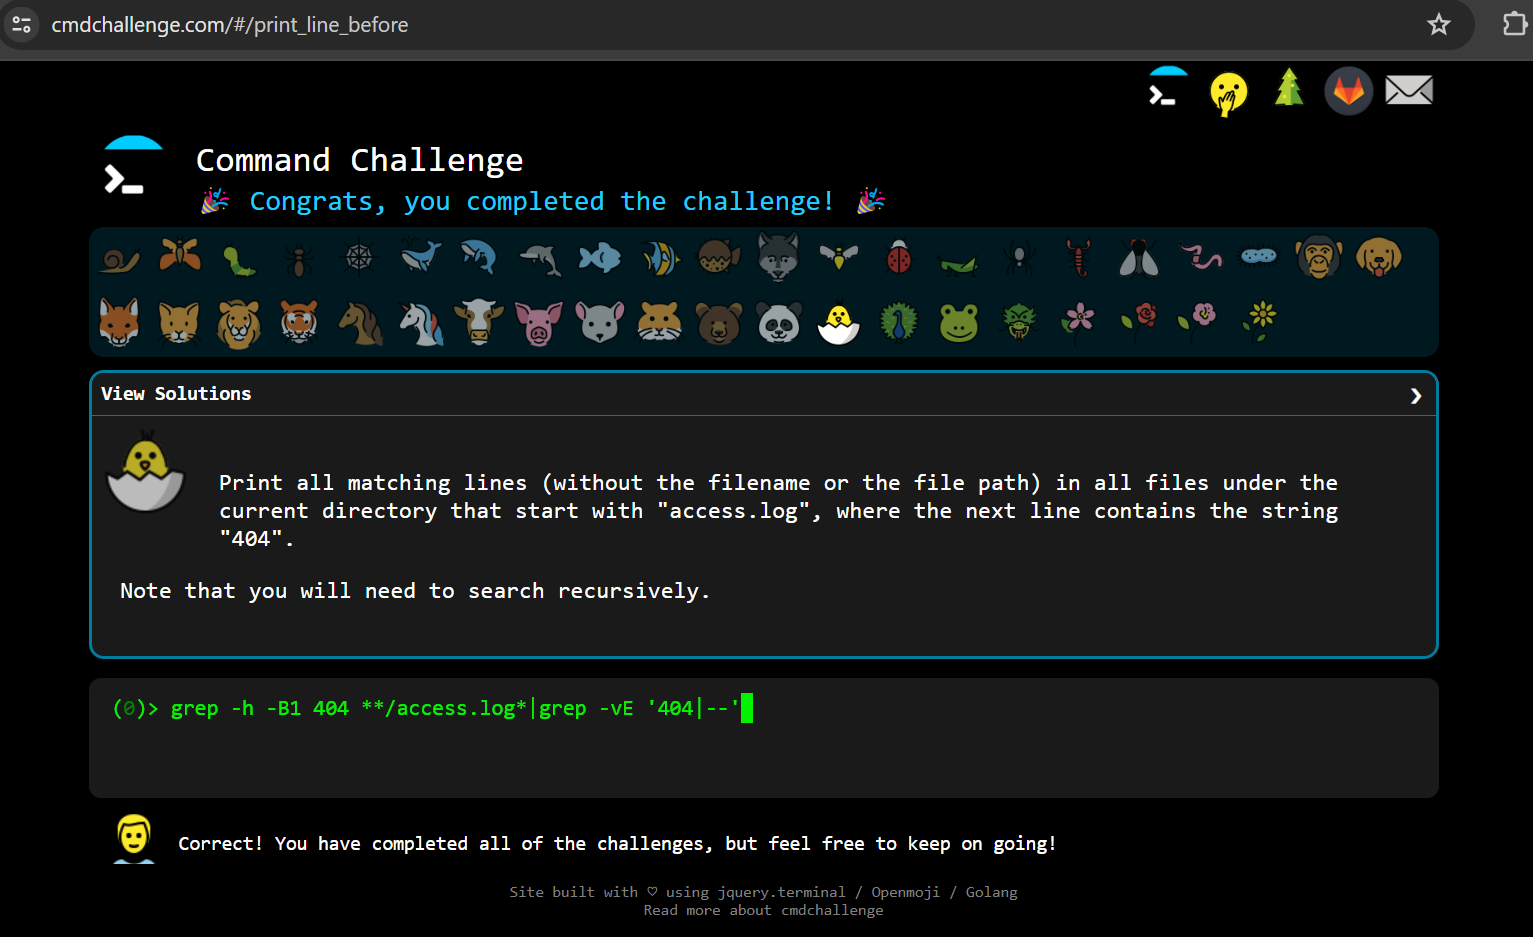 cmdchallenge.com/#/print_line_before
Command Challenge
Congrats, you completed the challenge!
View Solutions
Print all matching lines (without the filename or the file path) in all files under the
current directory that start with "access.log", where the next line contains the string
"404".
Note that you will need to search recursively.
(0)> grep -h -B1 404 **/access.log*|grep -vE '404|--'
Correct! You have completed all of the challenges, but feel free to keep on going!
Site built with ♡ using jquery.terminal / Openmoji / Golang
Read more about cmdchallenge